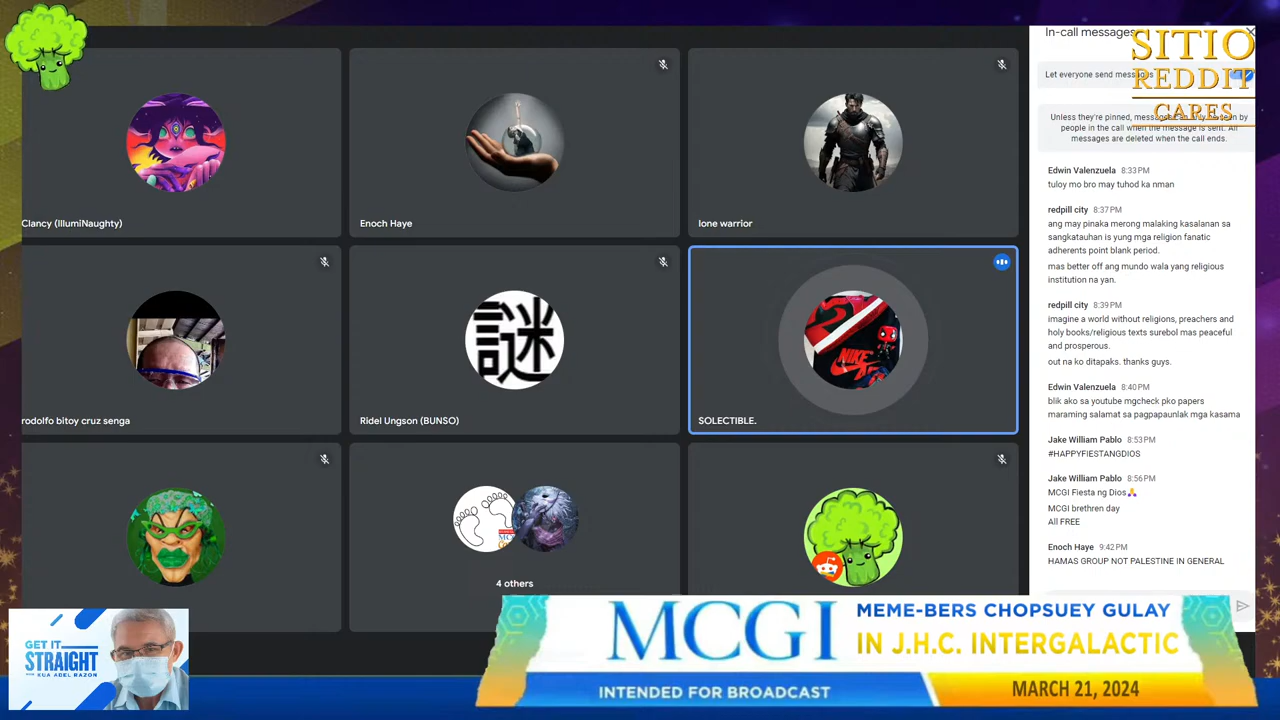 In-call messages
SITIO
REDDIT
CARES
Let everyone send messages
Unless they're pinned, messages can only be seen by
people in the call when the message is sent. All
messages are deleted when the call ends.
Edwin Valenzuela 8:33 PM
tuloy mo bro may tuhod ka nman
redpill city 8:37 PM
ang may pinaka merong malaking kasalanan sa
sangkatauhan is yung mga religion fanatic
adherents point blank period.
mas better off ang mundo wala yang religious
institution na yan.
redpill city 8:39 PM
imagine a world without religions, preachers and
holy books/religious texts surebol mas peaceful
and prosperous.
out na ko ditapaks. thanks guys.
Edwin Valenzuela 8:40 PM
blik ako sa youtube mgcheck pko papers
maraming salamat sa pagpapaunlak mga kasama
Jake William Pablo 8:53 PM
#HAPPYFIESTANGDIOS
Jake William Pablo 8:56 PM
MCGI Fiesta ng Dios🙏
MCGI brethren day
All FREE
Enoch Haye 9:42 PM
HAMAS GROUP NOT PALESTINE IN GENERAL
Clancy (IllumiNaughty)
Enoch Haye
lone warrior
rodolfo bitoy cruz senga
謎
Ridel Ungson (BUNSO)
NIKE
SOLECTIBLE.
4 others
GET IT
STRAIGHT
WITH KUA ADEL RAZON
MCGI
MEME-BERS CHOPSUEY GULAY
IN J.H.C. INTERGALACTIC
INTENDED FOR BROADCAST
MARCH 21, 2024